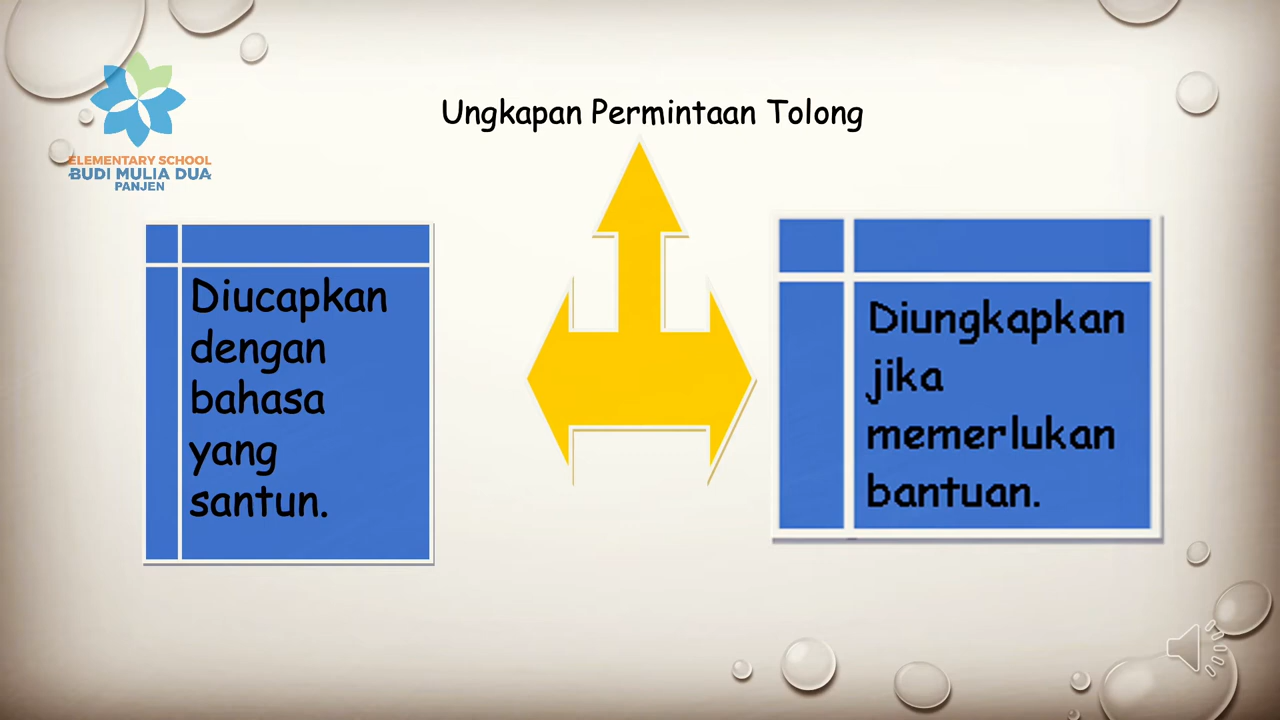 ELEMENTARY SCHOOL
BUDI MULIA DUA
PANJEN
Ungkapan Permintaan Tolong
Diucapkan
dengan
bahasa
yang
santun.
Diungkapkan
jika
memerlukan
bantuan.